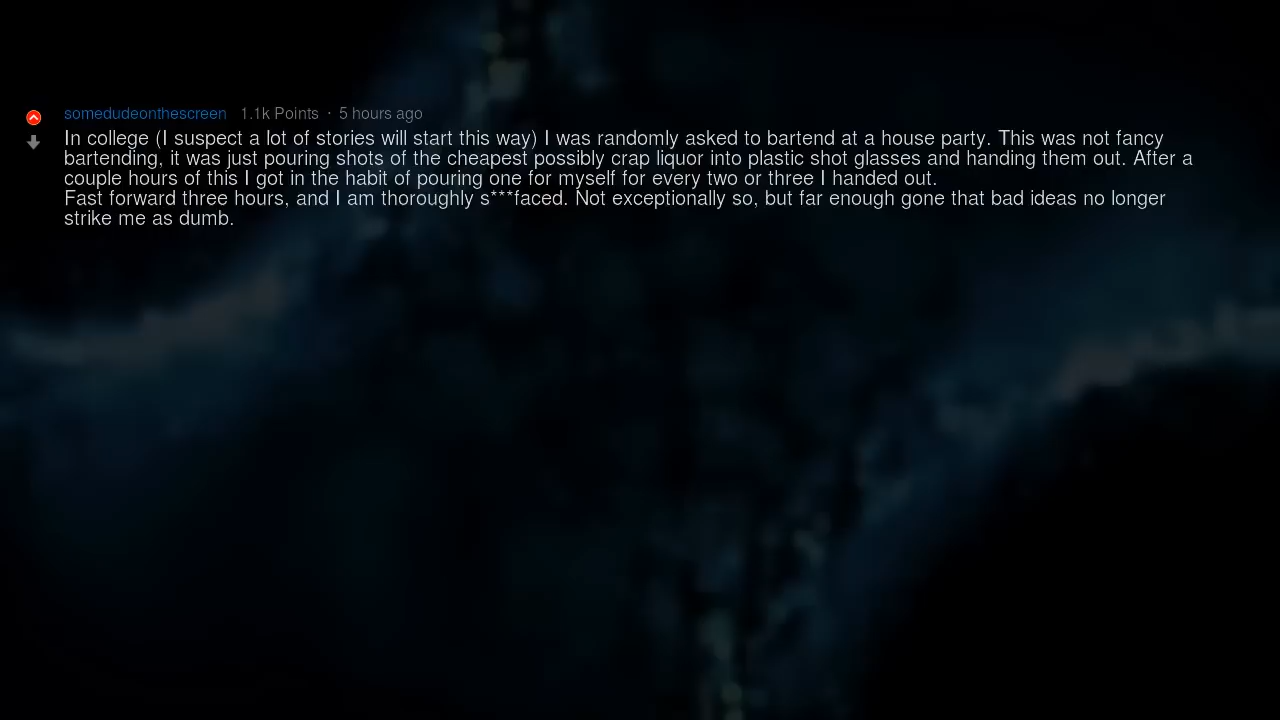 somedudeonthescreen 1.1k Points · 5 hours ago
In college (I suspect a lot of stories will start this way) I was randomly asked to bartend at a house party. This was not fancy
bartending, it was just pouring shots of the cheapest possibly crap liquor into plastic shot glasses and handing them out. After a
couple hours of this I got in the habit of pouring one for myself for every two or three I handed out.
Fast forward three hours, and I am thoroughly s***faced. Not exceptionally so, but far enough gone that bad ideas no longer
strike me as dumb.